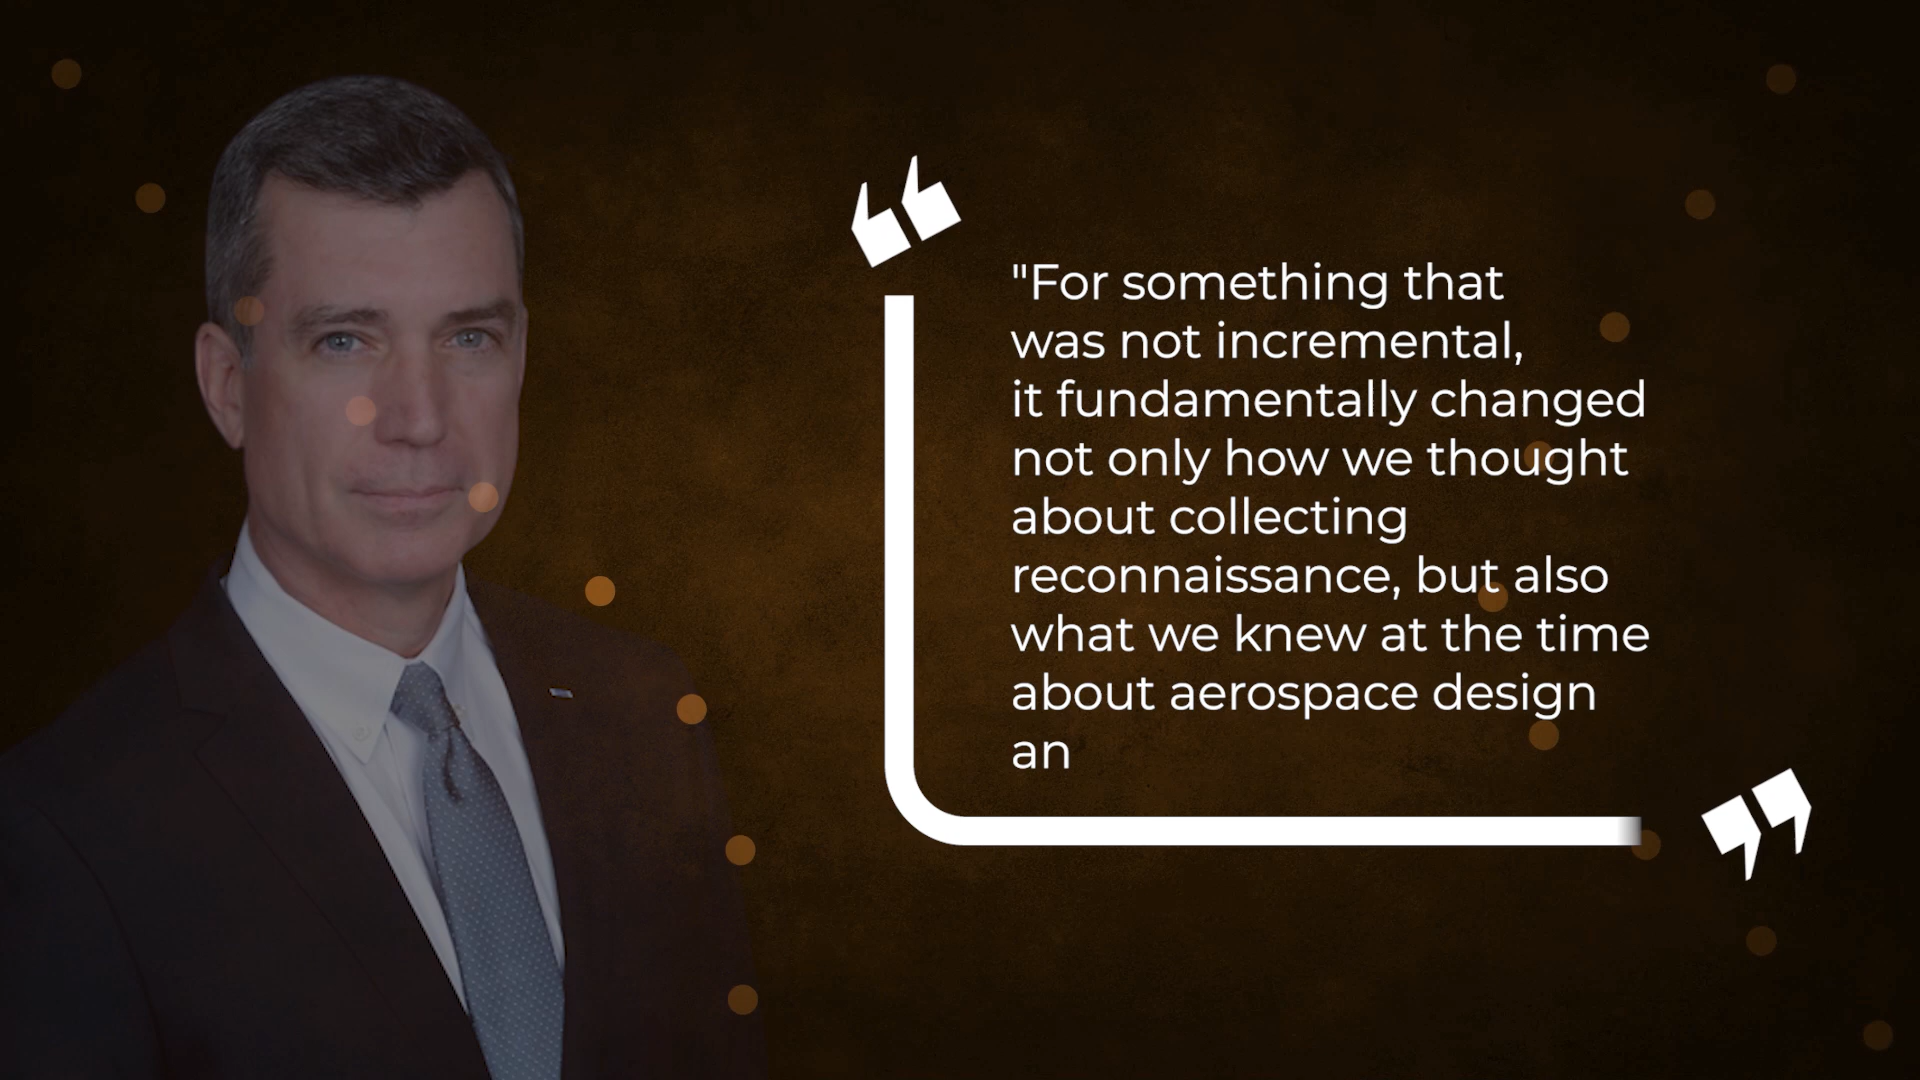 "For something that
was not incremental,
it fundamentally changed
not only how we thought
about collecting
reconnaissance, but also
what we knew at the time
about aerospace design
an